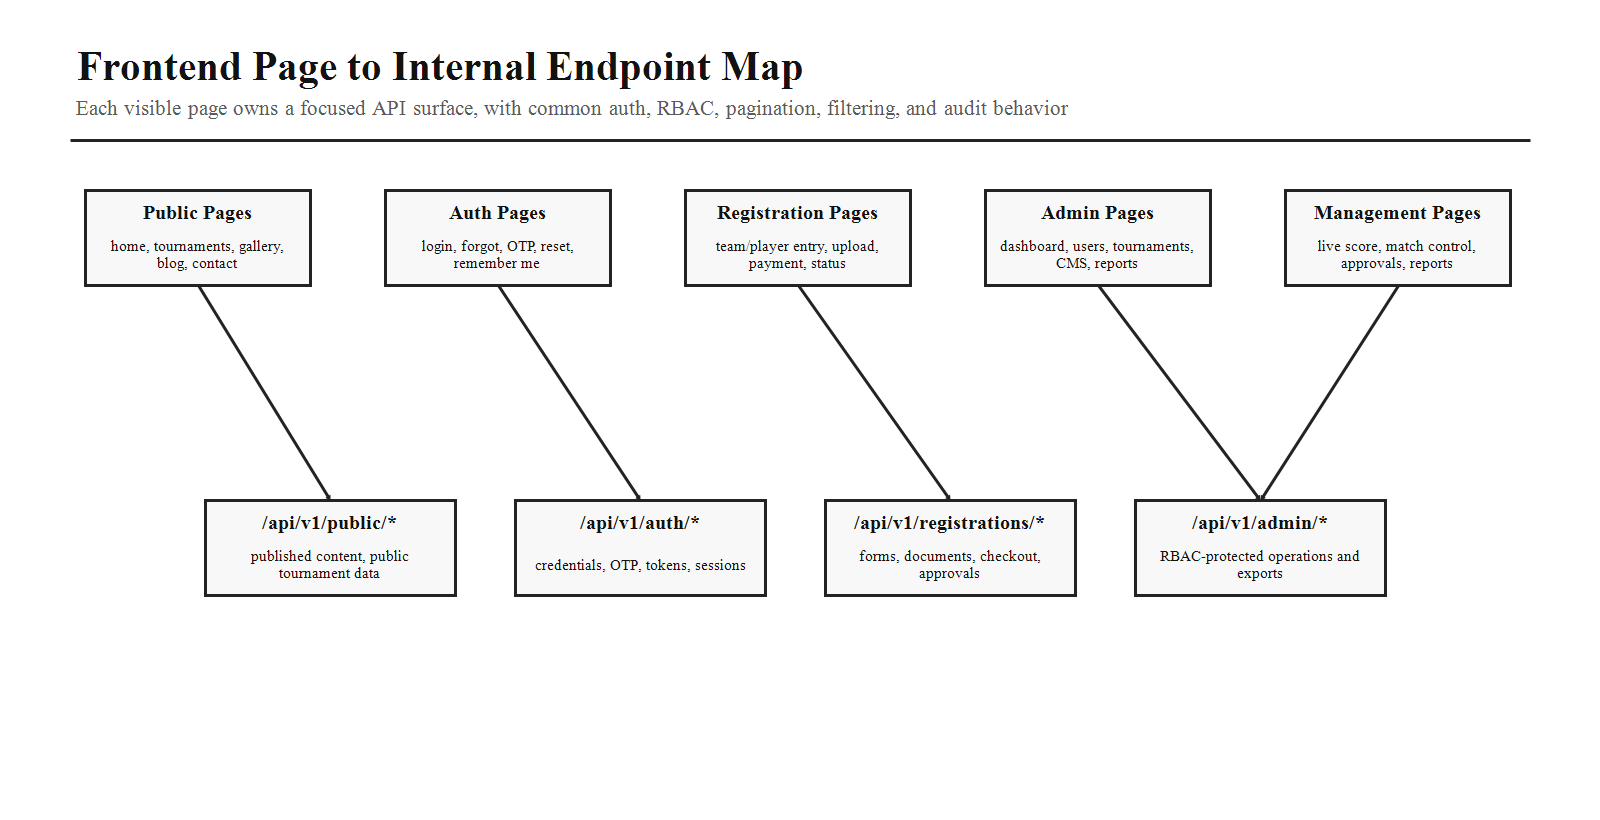 Frontend Page to Internal Endpoint Map
Each visible page owns a focused API surface, with common auth, RBAC, pagination, filtering, and audit behavior
Public Pages
home, tournaments, gallery,
blog, contact
Auth Pages
login, forgot, OTP, reset,
remember me
Registration Pages
team/player entry, upload,
payment, status
Admin Pages
dashboard, users, tournaments,
CMS, reports
Management Pages
live score, match control,
approvals, reports
/api/v1/public/*
published content, public
tournament data
/api/v1/auth/*
credentials, OTP, tokens, sessions
/api/v1/registrations/*
forms, documents, checkout,
approvals
/api/v1/admin/*
RBAC-protected operations and
exports